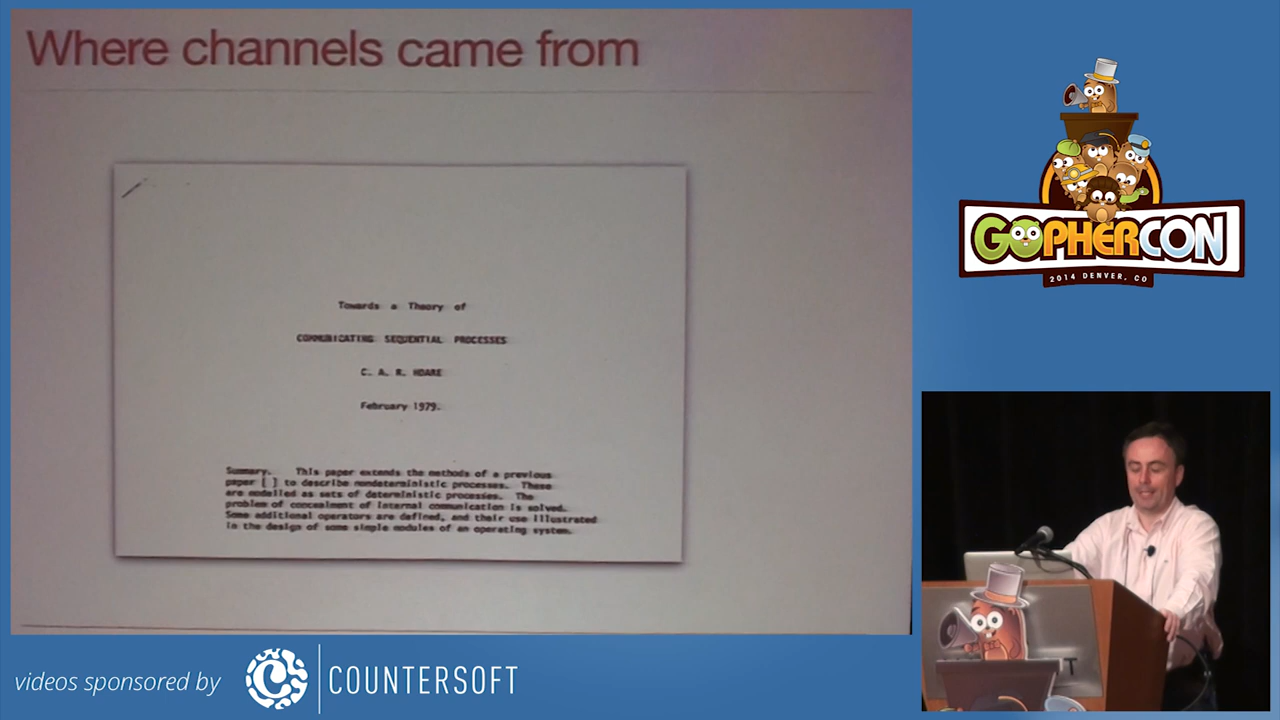 Where channels came from
Towards a Theory of
COMMUNICATING SEQUENTIAL PROCESSES
C. A. R. HOARE
February 1979.
Summary. This paper extends the methods of a previous
paper [ ] to describe nondeterministic processes. These
are modelled as sets of deterministic processes. The
problem of concealment of internal communication is solved.
Some additional operators are defined, and their use illustrated
in the design of some simple modules of an operating system.
GOPHERCON
2014 DENVER, CO
videos sponsored by
COUNTERSOFT